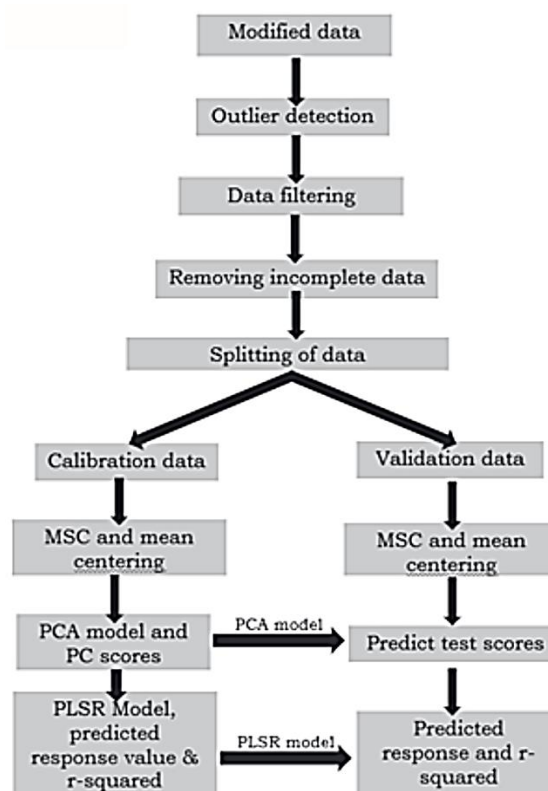 Modified data
Outlier detection
Data filtering
Removing incomplete data
Splitting of data
Calibration data
Validation data
MSC and mean
centering
MSC and mean
centering
PCA model and
PC scores
PCA model
Predict test scores
PLSR Model,
predicted
response value &
r-squared
PLSR model
Predicted
response and r-
squared